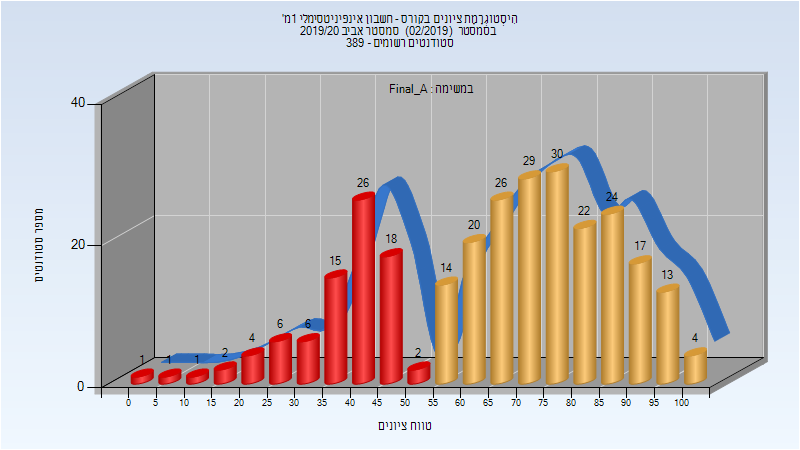 היסטוגרמת ציונים בקורס - חשבון אינפיניטסימלי 1מ'
בסמסטר (02/2019) סמסטר אביב 2019/20
סטודנטים רשומים - 389
במשימה : Final_A
מספר סטודנטים
40
20
0
1 1 1 2 4 6 6 15 26 18 2 14 20 26 29 30 22 24 17 13 4
0 5 10 15 20 25 30 35 40 45 50 55 60 65 70 75 80 85 90 95 100
טווח ציונים